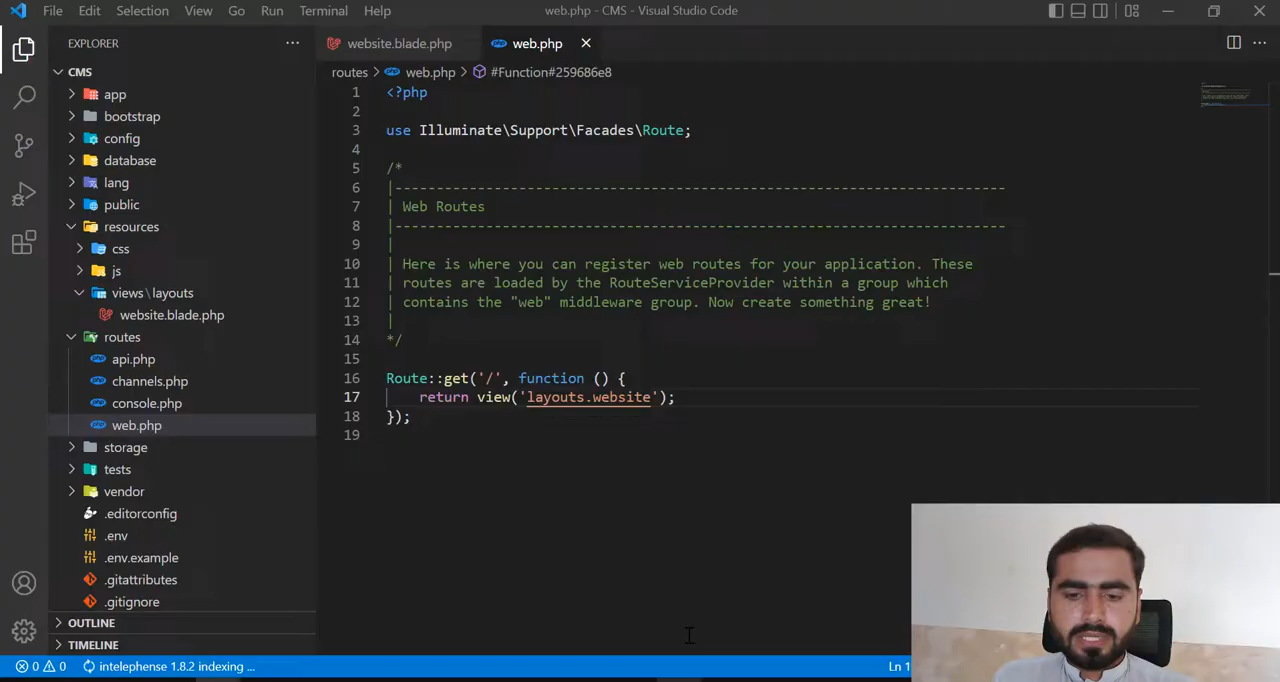 File Edit Selection View Go Run Terminal Help web.php - CMS - Visual Studio Code
EXPLORER
CMS
app
bootstrap
config
database
lang
public
resources
css
js
views\layouts
website.blade.php
routes
api.php
channels.php
console.php
web.php
storage
tests
vendor
.editorconfig
.env
.env.example
.gitattributes
.gitignore
OUTLINE
TIMELINE
website.blade.php web.php
routes > web.php > #Function#259686e8
1 <?php
2
3 use Illuminate\Support\Facades\Route;
4
5 /*
6 |--------------------------------------------------------------------------
7 | Web Routes
8 |--------------------------------------------------------------------------
9 |
10 | Here is where you can register web routes for your application. These
11 | routes are loaded by the RouteServiceProvider within a group which
12 | contains the "web" middleware group. Now create something great!
13 |
14 */
15
16 Route::get('/', function () {
17 return view('layouts.website');
18 });
19
0 0 intelephense 1.8.2 indexing ... Ln 1